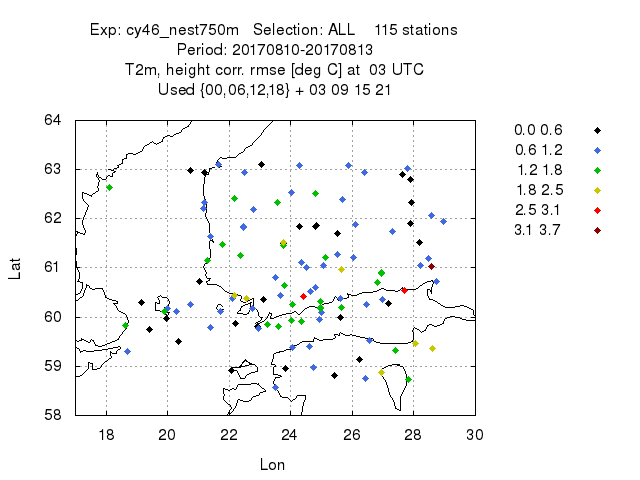 Exp: cy46_nest750m Selection: ALL 115 stations
Period: 20170810-20170813
T2m, height corr. rmse [deg C] at 03 UTC
Used {00,06,12,18} + 03 09 15 21
64
63
62
61
60
59
58
Lat
18 20 22 24 26 28 30
Lon
0.0 0.6
0.6 1.2
1.2 1.8
1.8 2.5
2.5 3.1
3.1 3.7